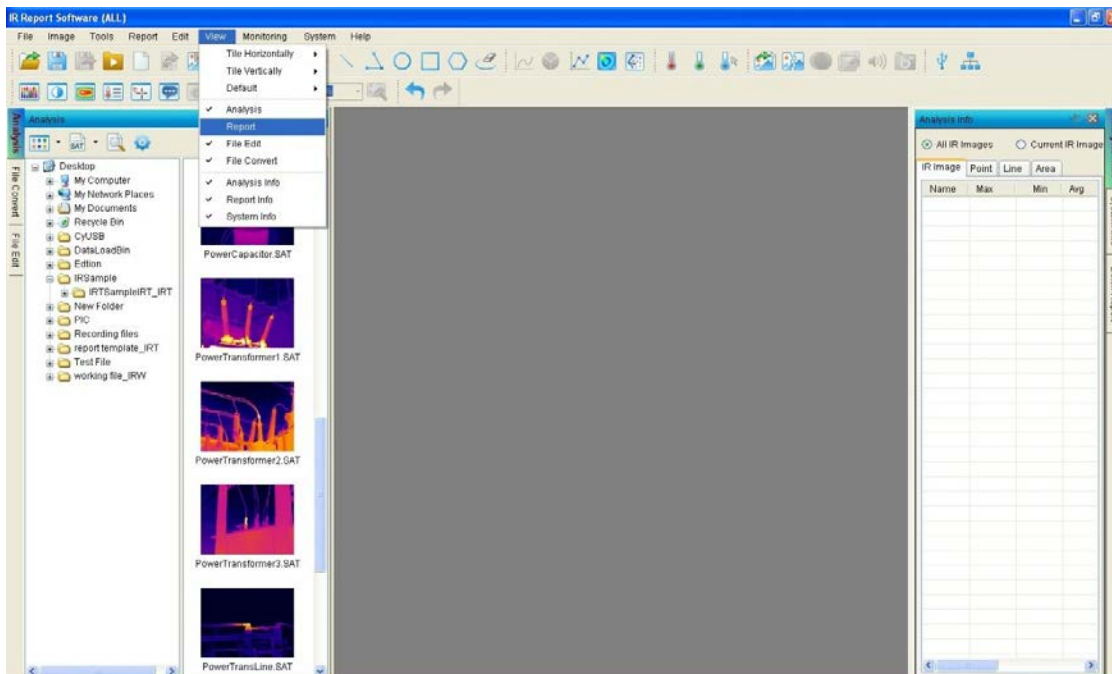 IR Report Software (ALL)
File Image Tools Report Edit View Monitoring System Help
Tile Horizontally
Tile Vertically
Default
Analysis
Report
File Edit
File Convert
Analysis Info
Report Info
System Info
Analysis
File Convert
File Edit
Analysis
SAT
Desktop
My Computer
My Network Places
My Documents
Recycle Bin
CyUSB
DataLoadBin
Edtion
IRSample
IRTSampleIRT_IRT
New Folder
PIC
Recording files
report template_IRT
Test File
working file_IRW
PowerCapacitor.SAT
PowerTransformer1.SAT
PowerTransformer2.SAT
PowerTransformer3.SAT
PowerTransLine.SAT
Analysis Info
All IR Images Current IR Image
IR Image Point Line Area
Name Max Min Avg